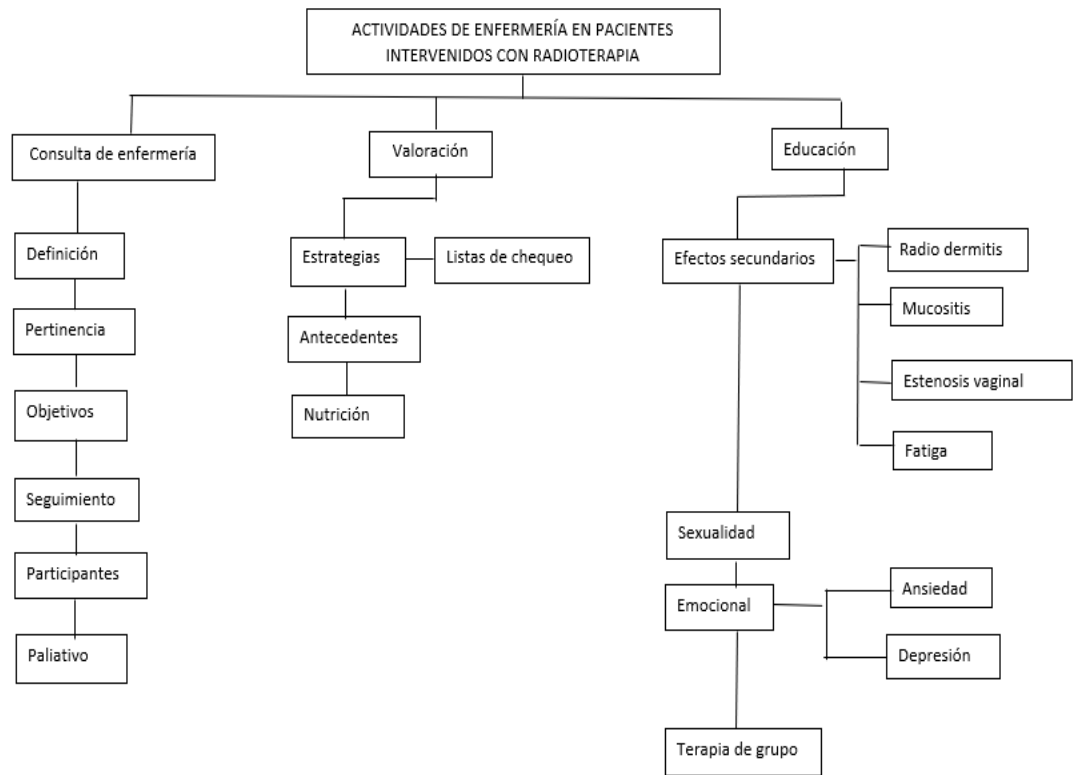 ACTIVIDADES DE ENFERMERÍA EN PACIENTES
INTERVENIDOS CON RADIOTERAPIA
Consulta de enfermería
Valoración
Educación
Definición
Pertinencia
Objetivos
Seguimiento
Participantes
Paliativo
Estrategias
Listas de chequeo
Antecedentes
Nutrición
Efectos secundarios
Radio dermitis
Mucositis
Estenosis vaginal
Fatiga
Sexualidad
Emocional
Ansiedad
Depresión
Terapia de grupo